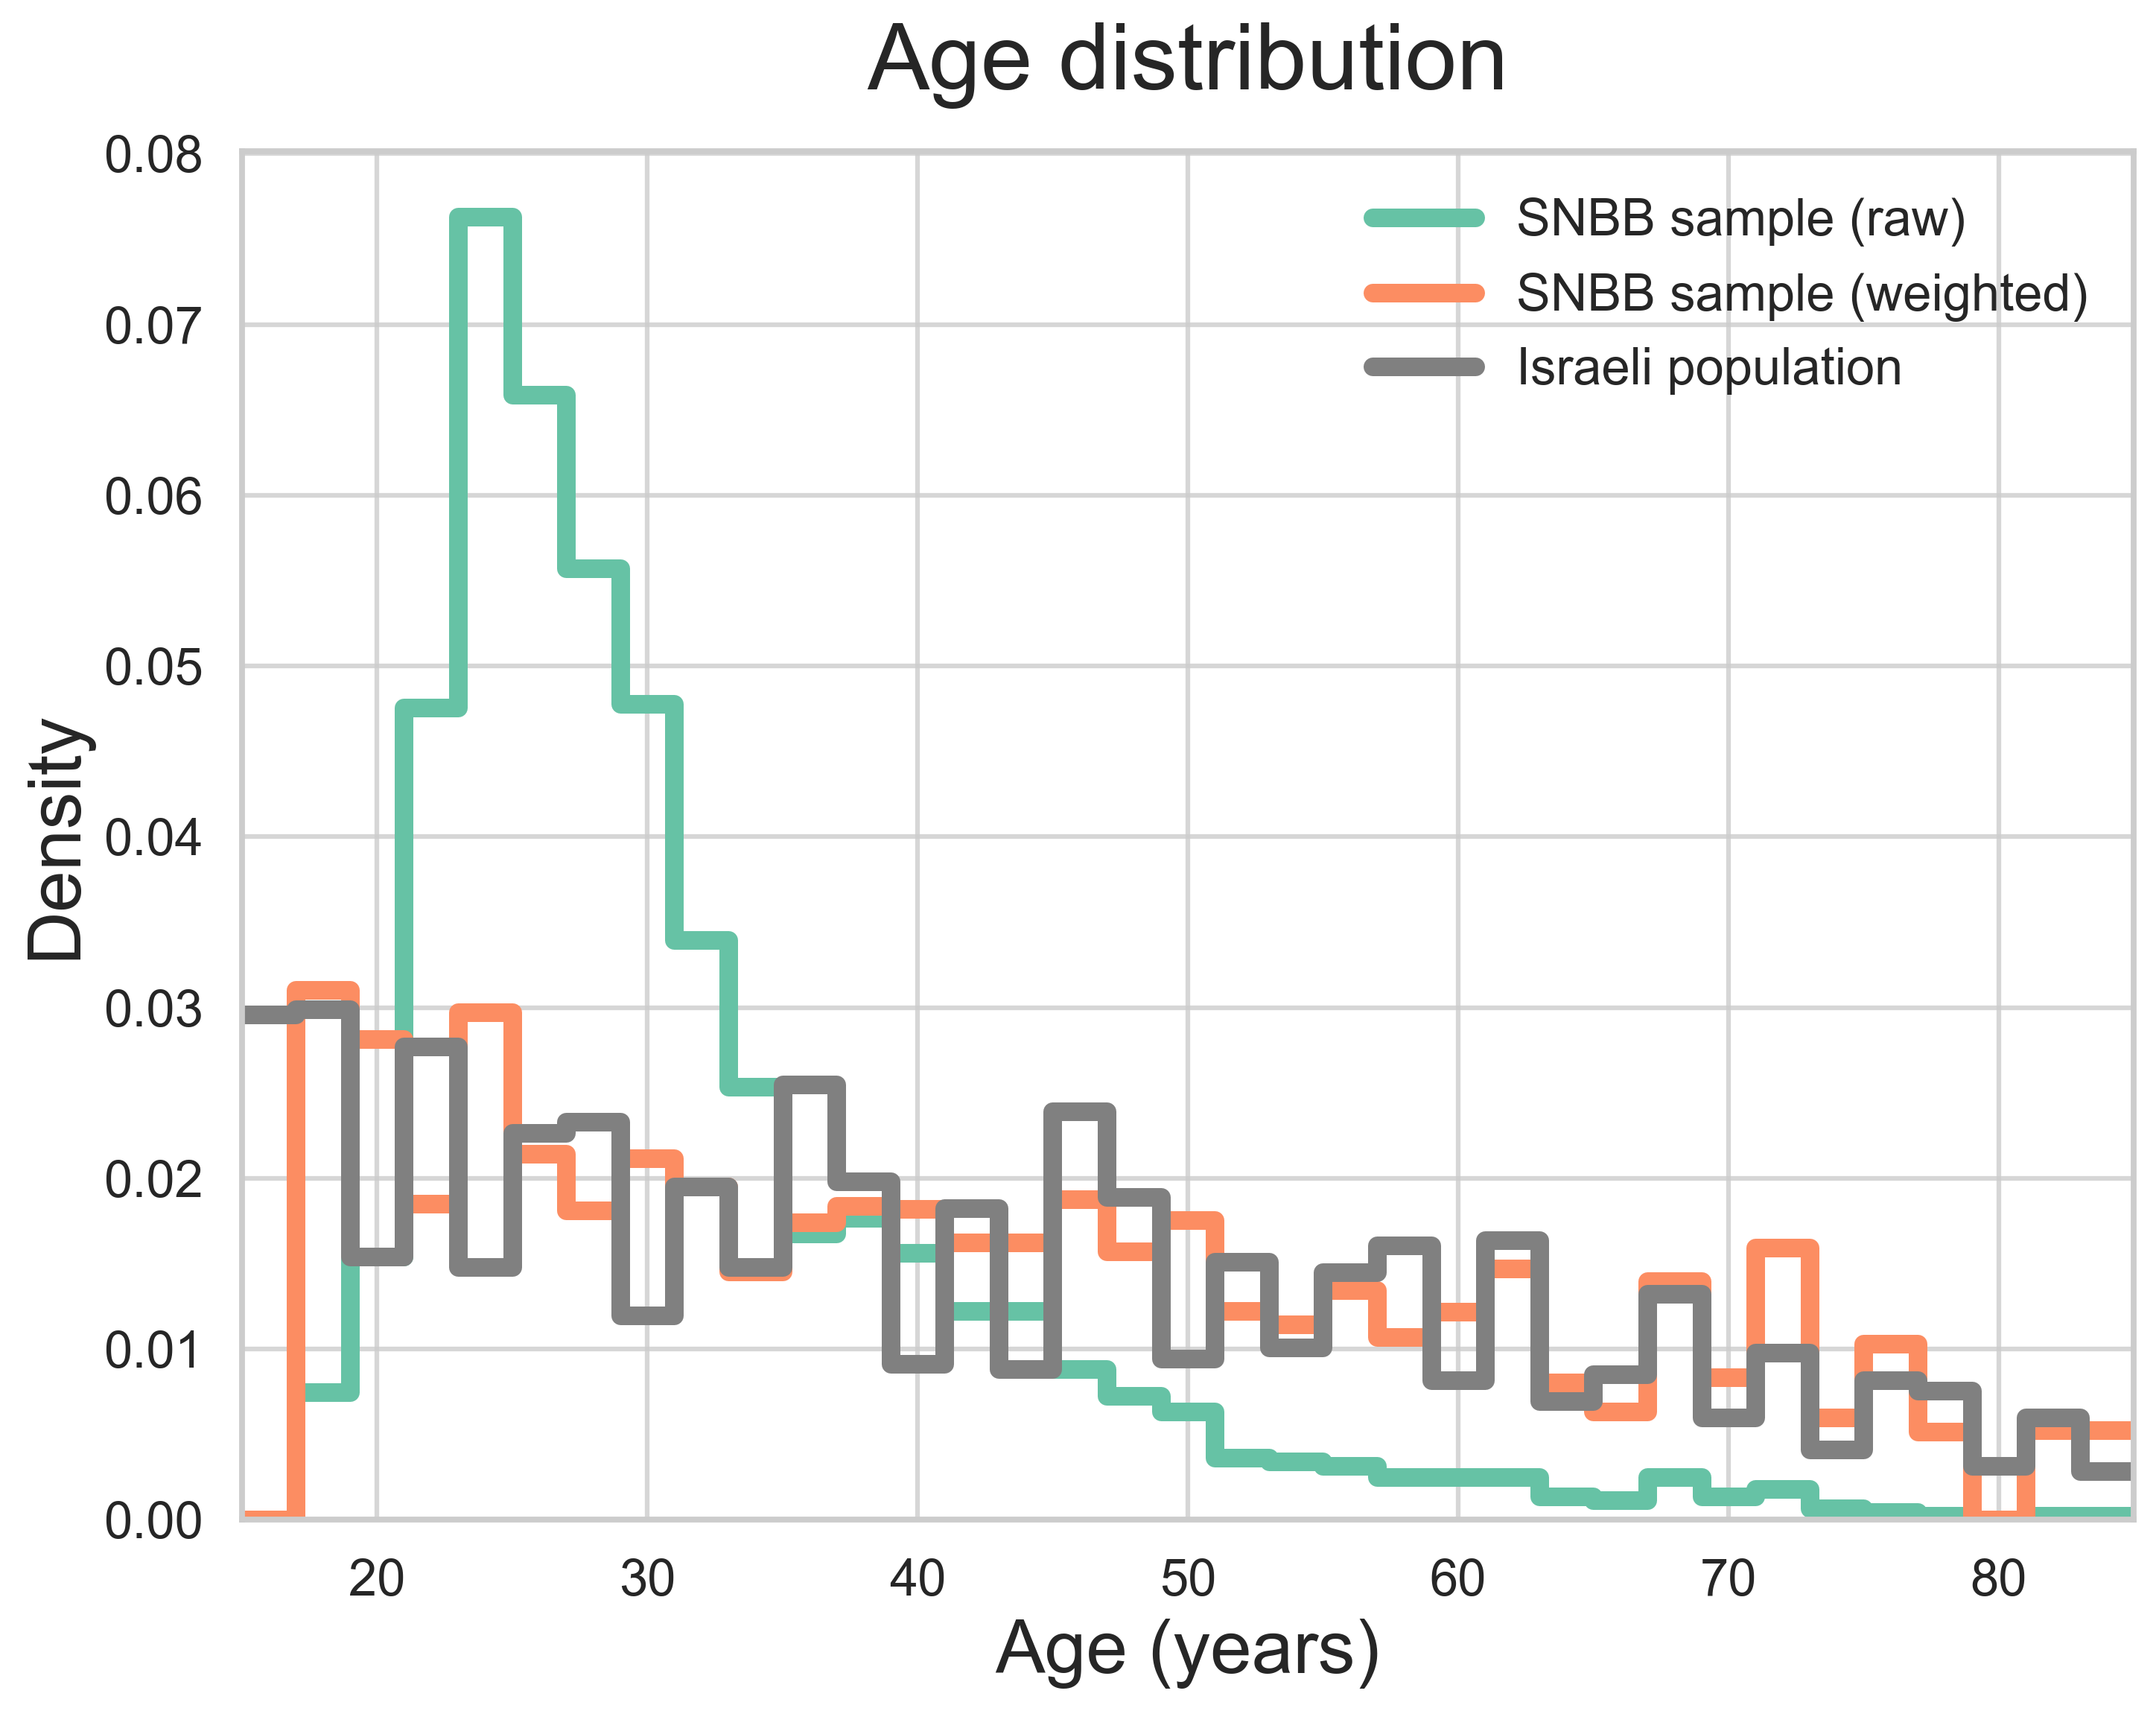 Age distribution
SNBB sample (raw)
SNBB sample (weighted)
Israeli population
Density
0.08
0.07
0.06
0.05
0.04
0.03
0.02
0.01
0.00
20 30 40 50 60 70 80
Age (years)